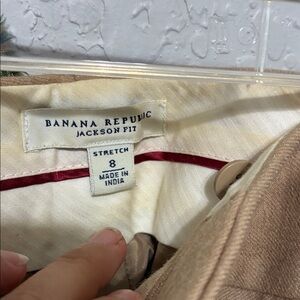 BANANA REPUBLIC
JACKSON FIT
STRETCH
8
MADE IN
INDIA